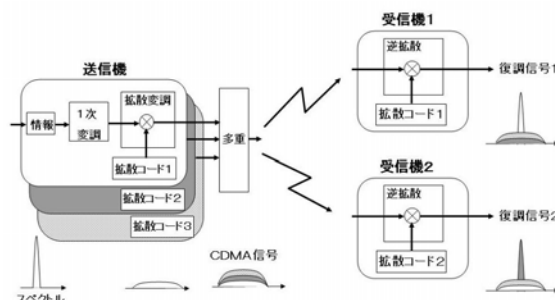 送信機
情報
1次
変調
拡散変調
拡散コード1
拡散コード2
拡散コード3
多重
CDMA信号
スペクトル
受信機1
逆拡散
拡散コード1
復調信号1
受信機2
逆拡散
拡散コード2
復調信号2